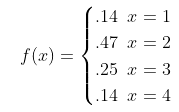 .14 x = 1
.47 x = 2
f(x) =
.25 x = 3
.14 x = 4